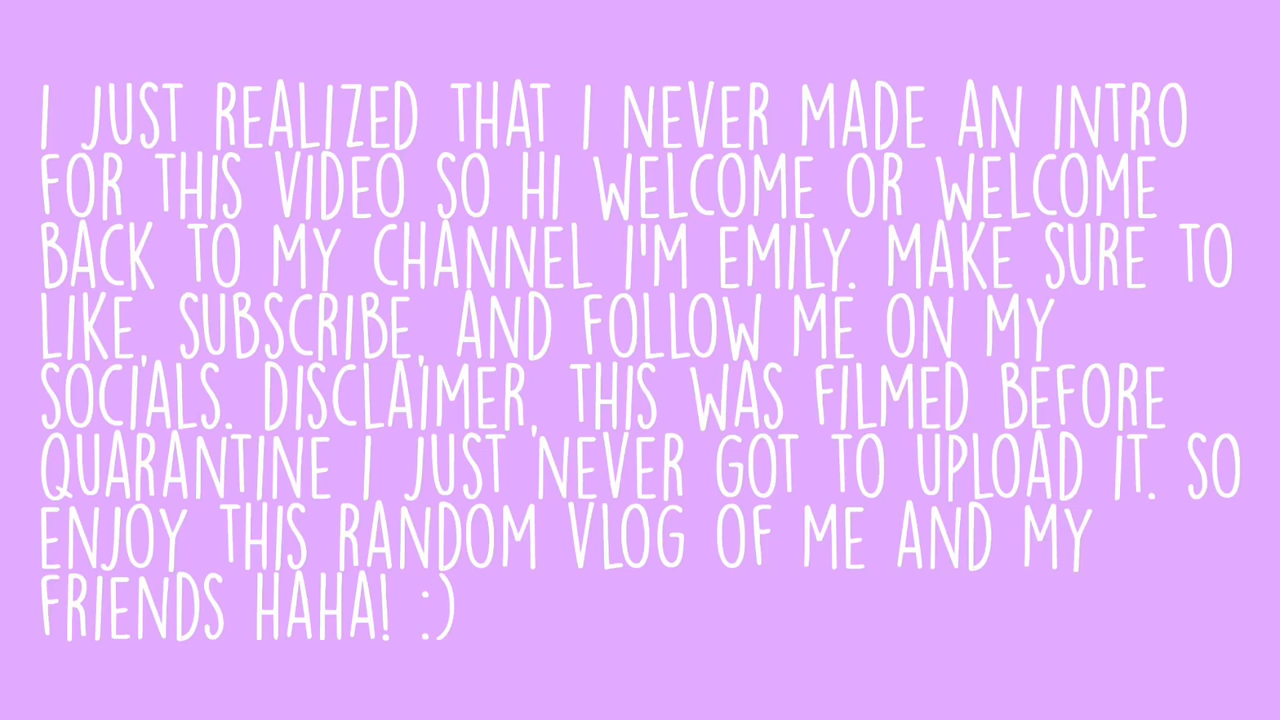 I JUST REALIZED THAT I NEVER MADE AN INTRO
FOR THIS VIDEO SO HI WELCOME OR WELCOME
BACK TO MY CHANNEL I'M EMILY. MAKE SURE TO
LIKE, SUBSCRIBE, AND FOLLOW ME ON MY
SOCIALS. DISCLAIMER, THIS WAS FILMED BEFORE
QUARANTINE I JUST NEVER GOT TO UPLOAD IT. SO
ENJOY THIS RANDOM VLOG OF ME AND MY
FRIENDS HAHA! :)